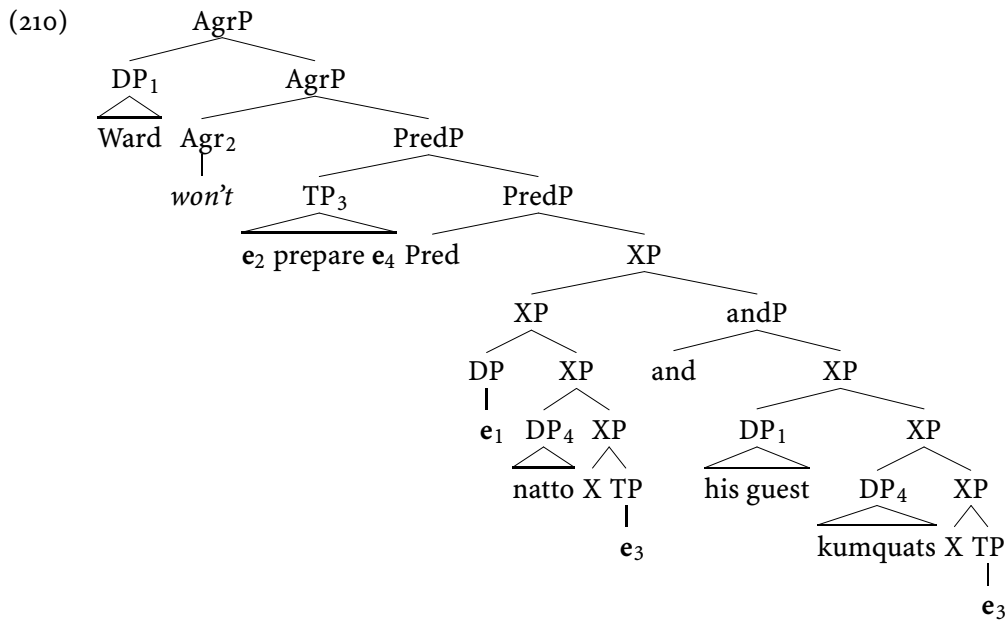 (210) AgrP
DP₁ AgrP
Ward Agr₂ PredP
won't TP₃ PredP
e₂ prepare e₄ Pred XP
XP andP
DP XP and XP
e₁ DP₄ XP DP₁ XP
natto X TP his guest DP₄ XP
e₃ kumquats X TP
e₃